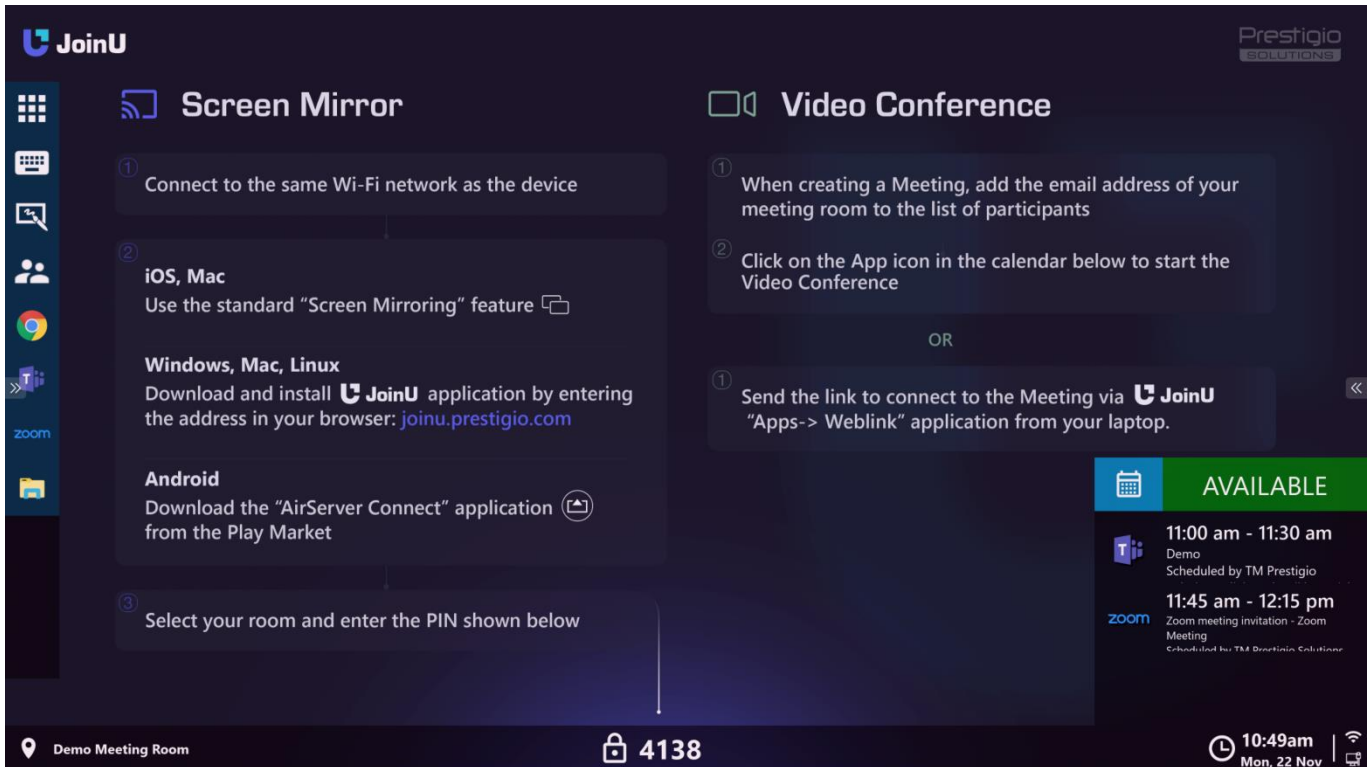 JoinU
Prestigio
SOLUTIONS
Screen Mirror
1
Connect to the same Wi-Fi network as the device
2
iOS, Mac
Use the standard “Screen Mirroring” feature
Windows, Mac, Linux
Download and install JoinU application by entering
the address in your browser: joinu.prestigio.com
Android
Download the “AirServer Connect” application
from the Play Market
3
Select your room and enter the PIN shown below
Video Conference
1
When creating a Meeting, add the email address of your
meeting room to the list of participants
2
Click on the App icon in the calendar below to start the
Video Conference
OR
1
Send the link to connect to the Meeting via JoinU
“Apps-> Weblink” application from your laptop.
T
zoom
AVAILABLE
T
11:00 am - 11:30 am
Demo
Scheduled by TM Prestigio
zoom
11:45 am - 12:15 pm
Zoom meeting invitation - Zoom
Meeting
Scheduled by TM Prestigio Solutions
Demo Meeting Room
4138
10:49am
Mon, 22 Nov